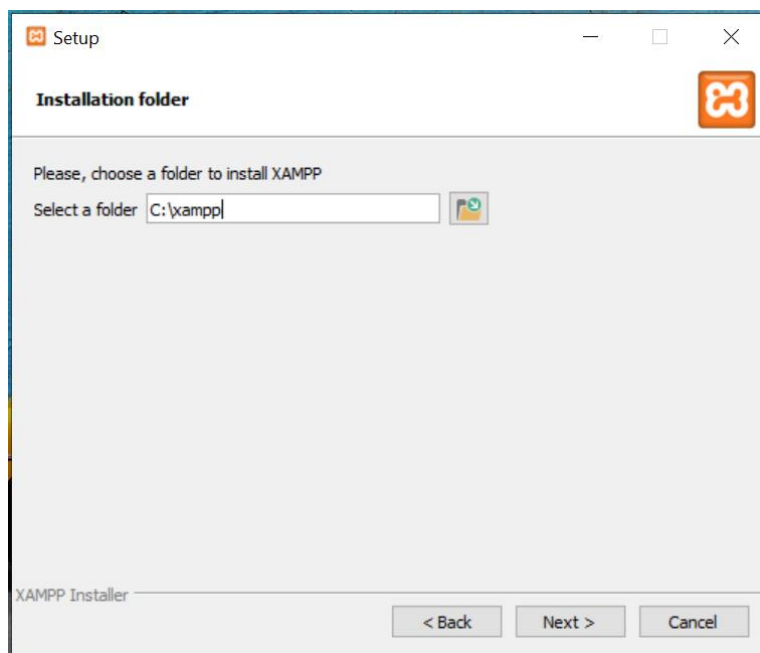 Setup
Installation folder
Please, choose a folder to install XAMPP
Select a folder C:\xampp
XAMPP Installer
< Back Next > Cancel